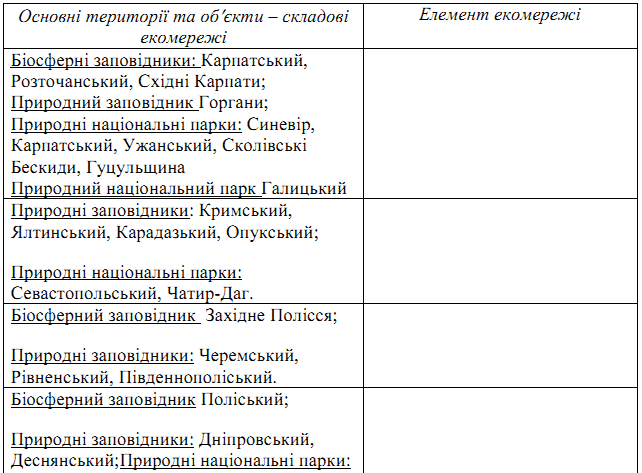 Основні території та об′єкти – складові
екомережі
Елемент екомережі
Біосферні заповідники: Карпатський,
Розточанський, Східні Карпати;
Природний заповідник Горгани;
Природні національні парки: Синевір,
Карпатський, Ужанський, Сколівські
Бескиди, Гуцульщина
Природний національний парк Галицький
Природні заповідники: Кримський,
Ялтинський, Карадазький, Опукський;
Природні національні парки:
Севастопольський, Чатир-Даг.
Біосферний заповідник Західне Полісся;
Природні заповідники: Черемський,
Рівненський, Південнополіський.
Біосферний заповідник Поліський;
Природні заповідники: Дніпровський,
Деснянський;Природні національні парки: